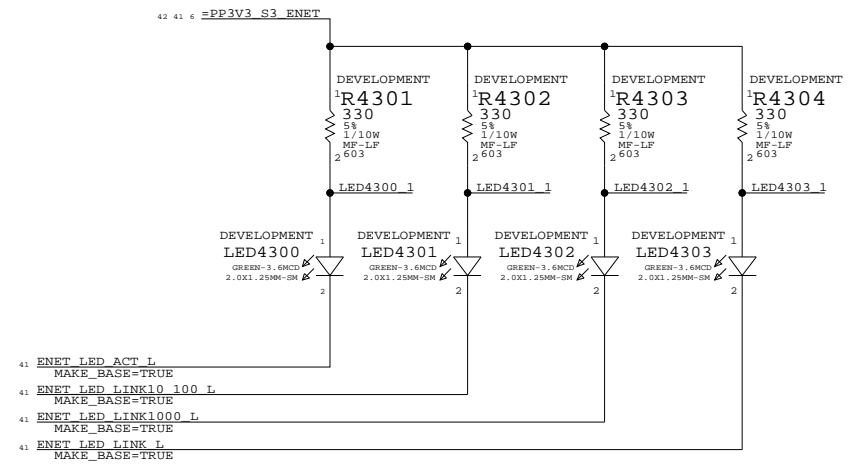 42 41 6 =PP3V3_S3_ENET
DEVELOPMENT
1 R4301
330
5%
1/10W
MF-LF
2 603
DEVELOPMENT
1 R4302
330
5%
1/10W
MF-LF
2 603
DEVELOPMENT
1 R4303
330
5%
1/10W
MF-LF
2 603
DEVELOPMENT
1 R4304
330
5%
1/10W
MF-LF
2 603
LED4300_1
LED4301_1
LED4302_1
LED4303_1
DEVELOPMENT 1
LED4300
GREEN-3.6MCD
2.0X1.25MM-SM
2
DEVELOPMENT 1
LED4301
GREEN-3.6MCD
2.0X1.25MM-SM
2
DEVELOPMENT 1
LED4302
GREEN-3.6MCD
2.0X1.25MM-SM
2
DEVELOPMENT 1
LED4303
GREEN-3.6MCD
2.0X1.25MM-SM
2
41 ENET_LED_ACT_L
MAKE_BASE=TRUE
41 ENET_LED_LINK10_100_L
MAKE_BASE=TRUE
41 ENET_LED_LINK1000_L
MAKE_BASE=TRUE
41 ENET_LED_LINK_L
MAKE_BASE=TRUE